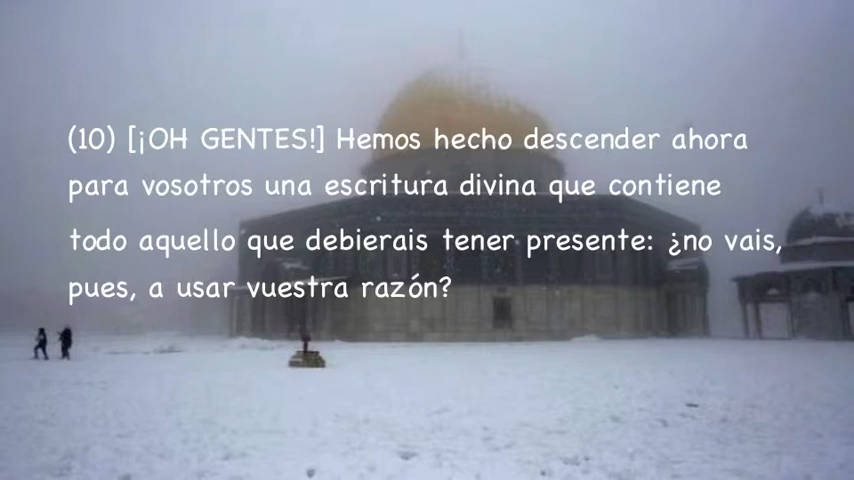 (10) [¡OH GENTES!] Hemos hecho descender ahora
para vosotros una escritura divina que contiene
todo aquello que debierais tener presente: ¿no vais,
pues, a usar vuestra razón?